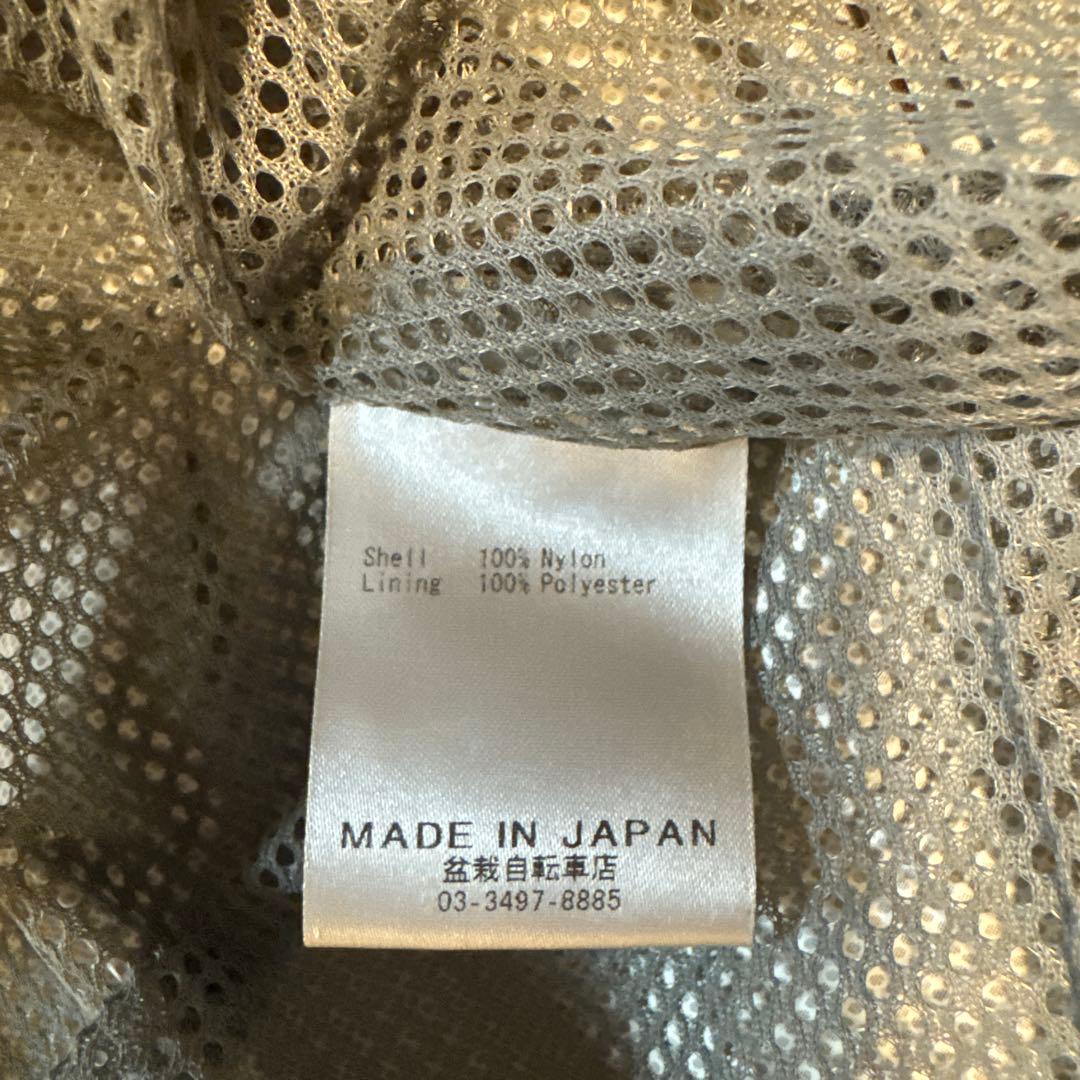 Shell 100% Nylon
Lining 100% Polyester
MADE IN JAPAN
盆栽自転車店
03-3497-8885